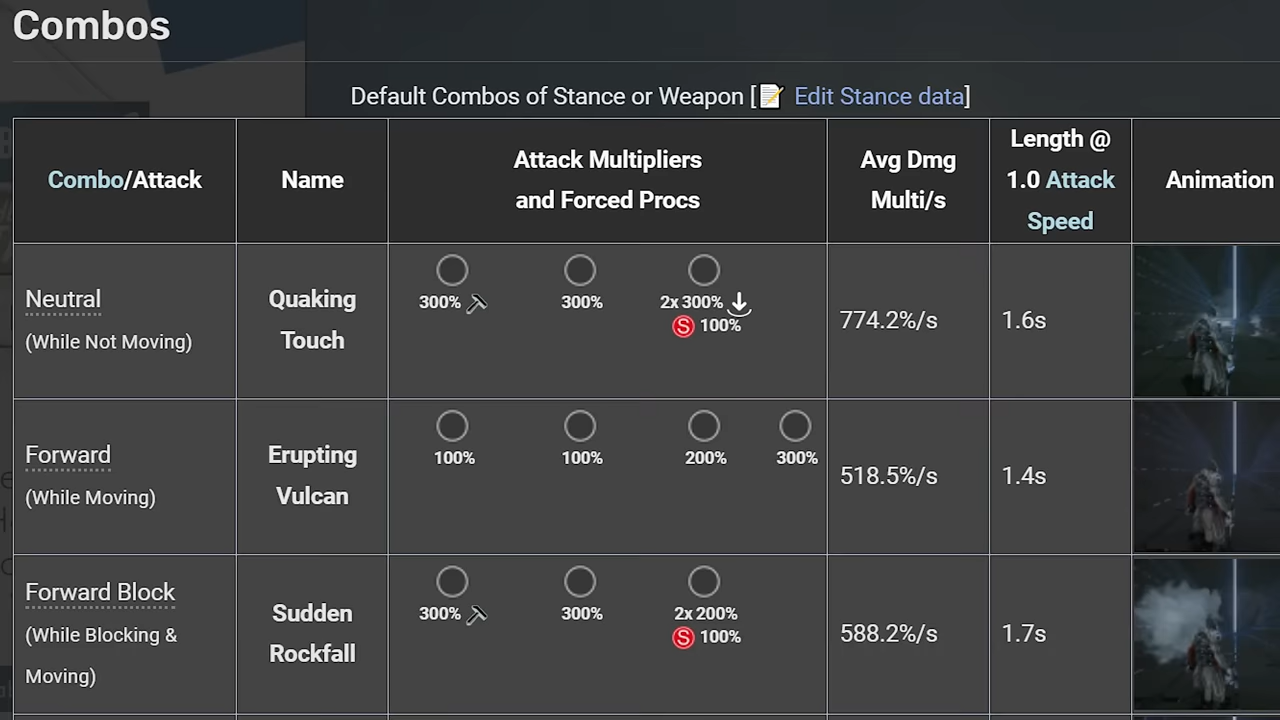 Combos
Default Combos of Stance or Weapon [📝 Edit Stance data]
Combo/Attack
Name
Attack Multipliers
and Forced Procs
Avg Dmg
Multi/s
Length @
1.0 Attack
Speed
Animation
Neutral
(While Not Moving)
Quaking
Touch
300%
300%
2x 300%
S 100%
774.2%/s
1.6s
Forward
(While Moving)
Erupting
Vulcan
100%
100%
200%
300%
518.5%/s
1.4s
Forward Block
(While Blocking &
Moving)
Sudden
Rockfall
300%
300%
2x 200%
S 100%
588.2%/s
1.7s